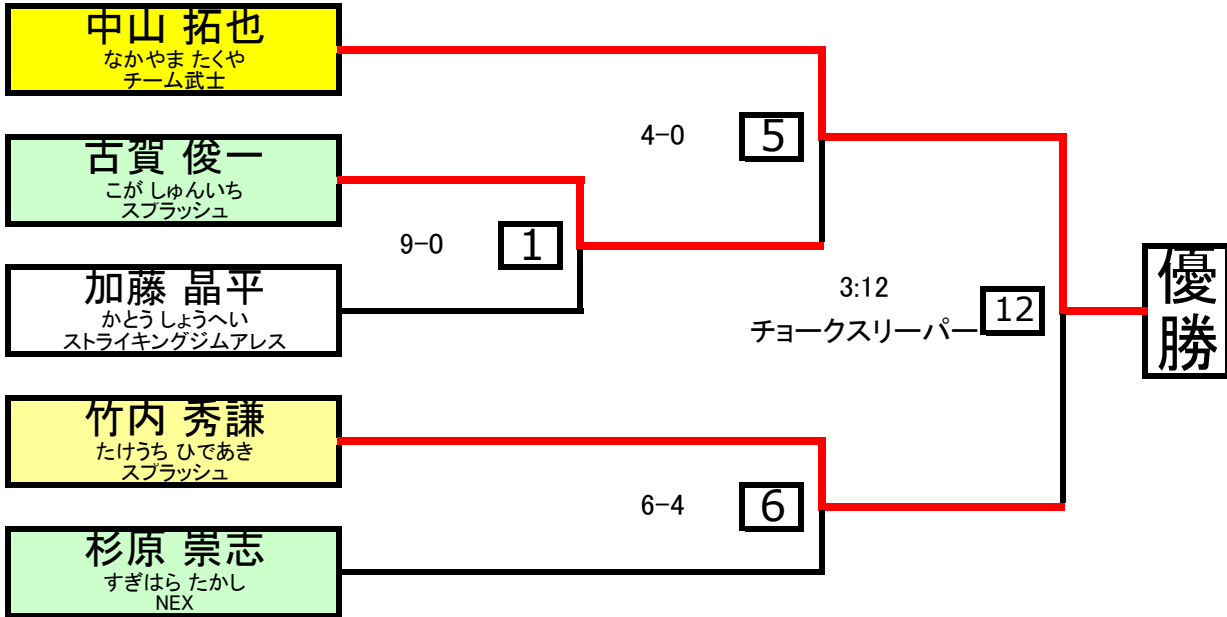 中山 拓也
なかやま たくや
チーム武士
4-0
5
古賀 俊一
こが しゅんいち
スプラッシュ
9-0
1
加藤 晶平
かとう しょうへい
ストライキングジムアレス
3:12
チョークスリーパー
12
優勝
竹内 秀謙
たけうち ひであき
スプラッシュ
6-4
6
杉原 崇志
すぎはら たかし
NEX